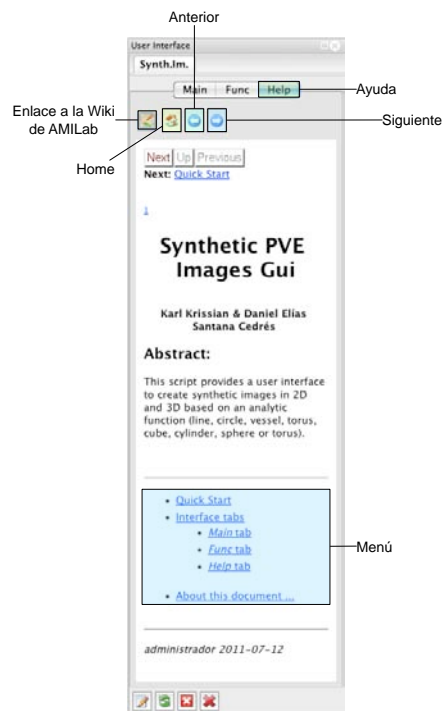 Anterior
User Interface
Synth.Im.
Main Func Help
Ayuda
Enlace a la Wiki
de AMILab
Siguiente
Home
Next Up Previous
Next: Quick Start
1
Synthetic PVE
Images Gui
Karl Krissian & Daniel Elías
Santana Cedrés
Abstract:
This script provides a user interface
to create synthetic images in 2D
and 3D based on an analytic
function (line, circle, vessel, torus,
cube, cylinder, sphere or torus).
• Quick Start
• Interface tabs
• Main tab
• Func tab
• Help tab
Menú
• About this document ...
administrador 2011-07-12